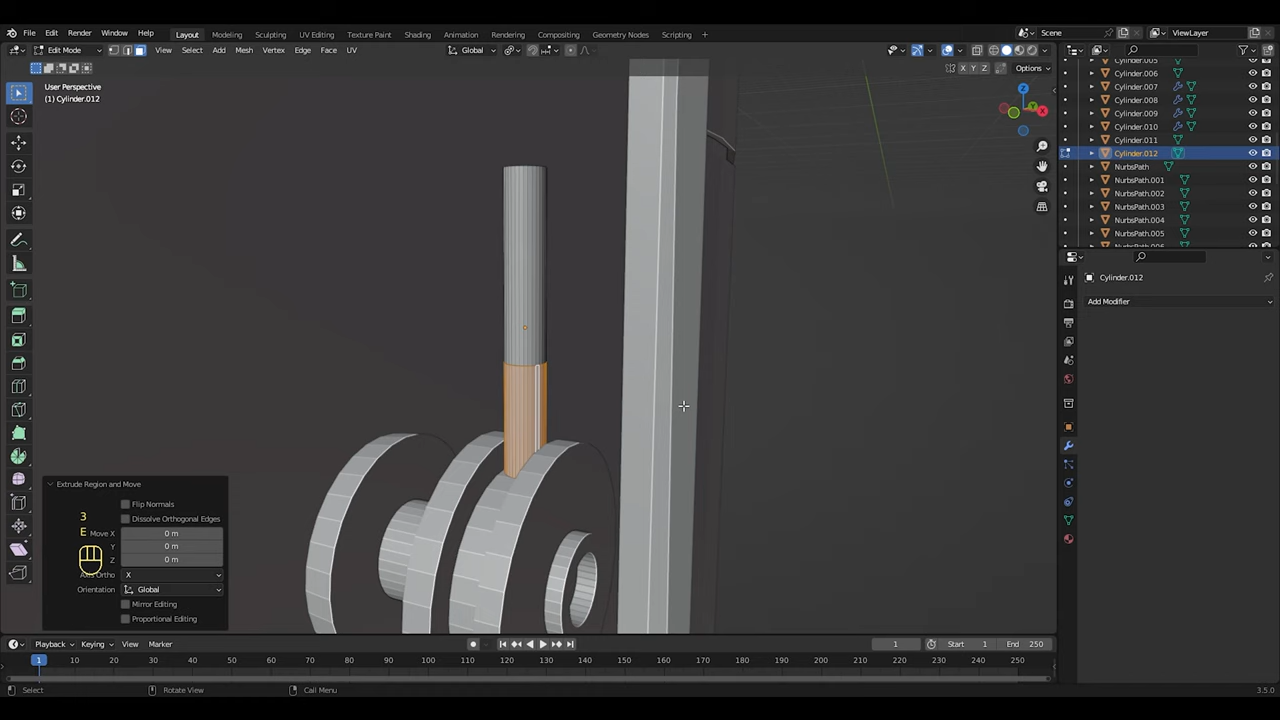 File Edit Render Window Help Layout Modeling Sculpting UV Editing Texture Paint Shading Animation Rendering Compositing Geometry Nodes Scripting Scene ViewLayer
Edit Mode View Select Add Mesh Vertex Edge Face UV Global
X Y Z Options
User Perspective
(1) Cylinder.012
Z
Y
X
Cylinder.005
Cylinder.006
Cylinder.007
Cylinder.008
Cylinder.009
Cylinder.010
Cylinder.011
Cylinder.012
NurbsPath
NurbsPath.001
NurbsPath.002
NurbsPath.003
NurbsPath.004
NurbsPath.005
NurbsPath.006
Cylinder.012
Add Modifier
Extrude Region and Move
Flip Normals
3
Dissolve Orthogonal Edges
E
Move X 0 m
Y 0 m
Z 0 m
Axis Ortho X
Orientation Global
Mirror Editing
Proportional Editing
Playback Keying View Marker 1 Start 1 End 250
1 10 20 30 40 50 60 70 80 90 100 110 120 130 140 150 160 170 180 190 200 210 220 230 240 250
Select Rotate View Call Menu 3.5.0